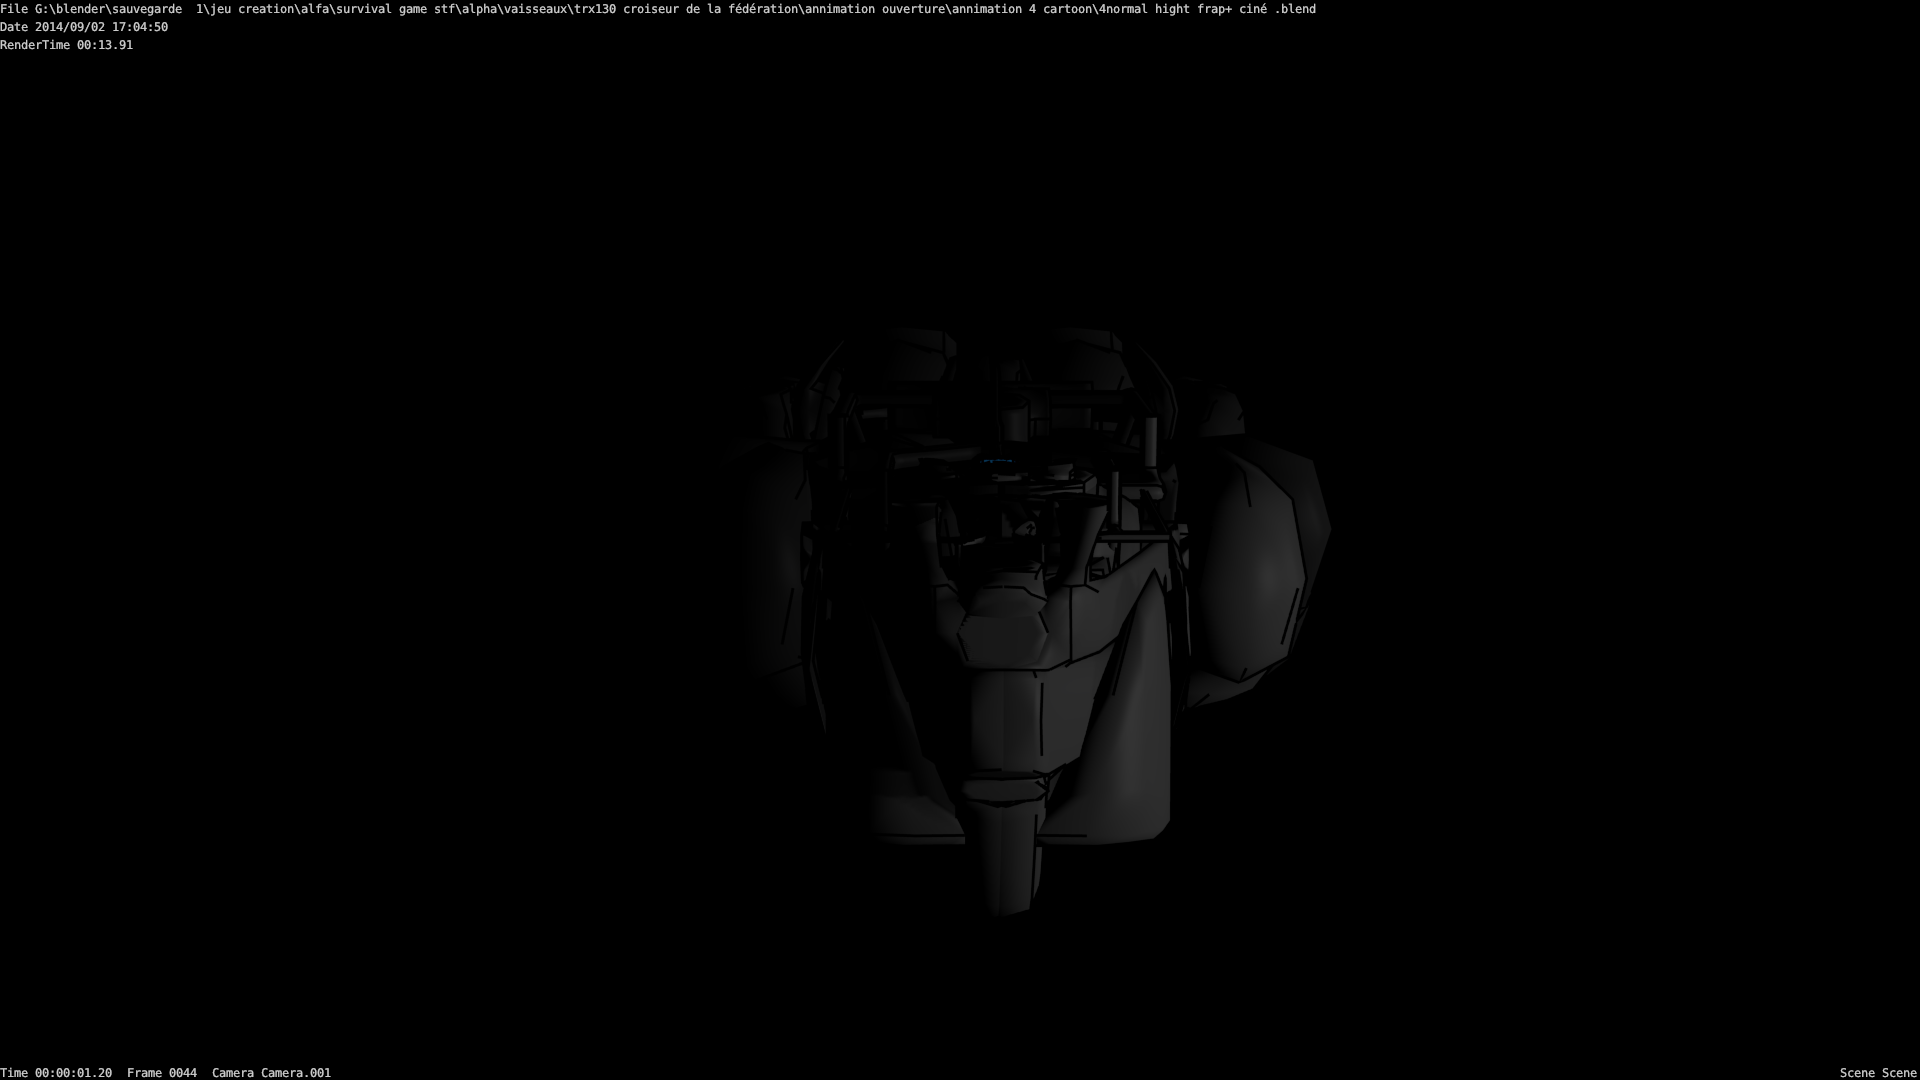 File G:\blender\sauvegarde  1\jeu creation\alfa\survival game stf\alpha\vaisseaux\trx130 croiseur de la fédération\annimation ouverture\annimation 4 cartoon\4normal hight frap+ ciné .blend
Date 2014/09/02 17:04:50
RenderTime 00:13.91
Time 00:00:01.20  Frame 0044  Camera Camera.001
Scene Scene